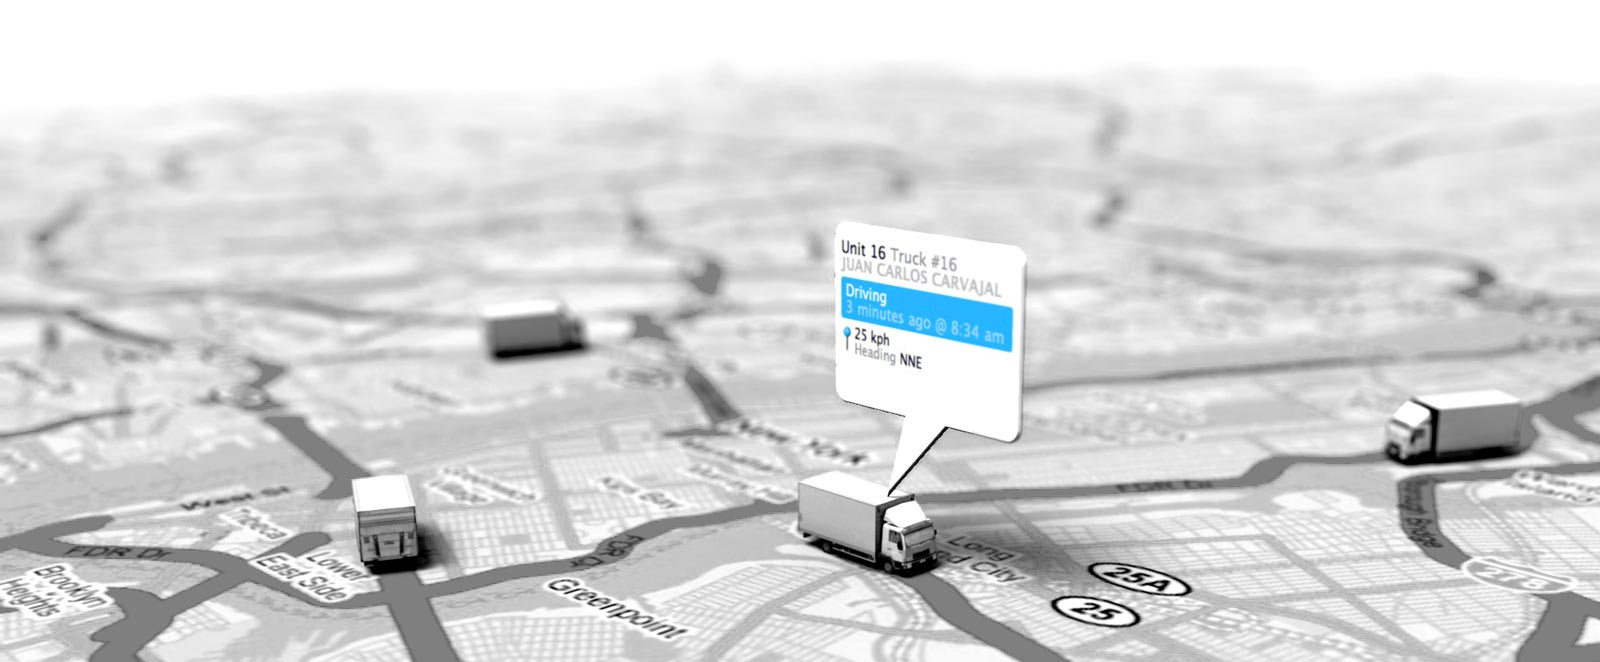 Unit 16 Truck #16
JUAN CARLOS CARVAJAL
Driving
3 minutes ago @ 8:34 am
25 kph
Heading NNE
New York
West St
Tribeca
Greenwich
Village
FDR Dr
FDR Dr
FDR Dr
Lower
East Side
Brooklyn
Heights
Greenpoint
Long
City
25A
25
278